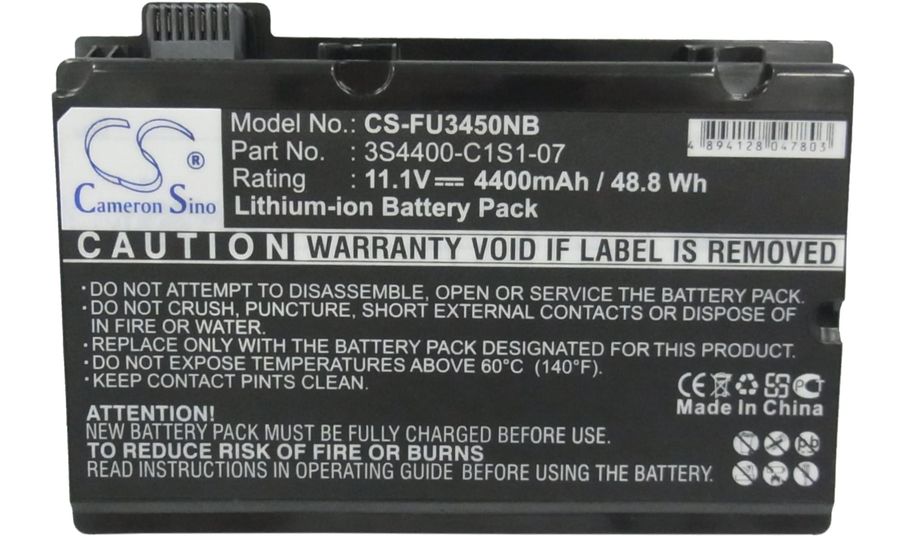 CS®
Cameron Sino
Model No.: CS-FU3450NB
Part No. : 3S4400-C1S1-07
Rating : 11.1V 4400mAh / 48.8 Wh
Lithium-ion Battery Pack
4894128047803
CAUTION WARRANTY VOID IF LABEL IS REMOVED
•DO NOT ATTEMPT TO DISASSEMBLE, OPEN OR SERVICE THE BATTERY PACK.
•DO NOT CRUSH, PUNCTURE, SHORT EXTERNAL CONTACTS OR DISPOSE OF
IN FIRE OR WATER.
•REPLACE ONLY WITH THE BATTERY PACK DESIGNATED FOR THIS PRODUCT.
•DO NOT EXPOSE TEMPERATURES ABOVE 60°C (140°F).
•KEEP CONTACT PINTS CLEAN.
CE
Made In China
ATTENTION:
NEW BATTERY PACK MUST BE FULLY CHARGED BEFORE USE.
TO REDUCE RISK OF FIRE OR BURNS
READ INSTRUCTIONS IN OPERATING GUIDE BEFORE USING THE BATTERY.